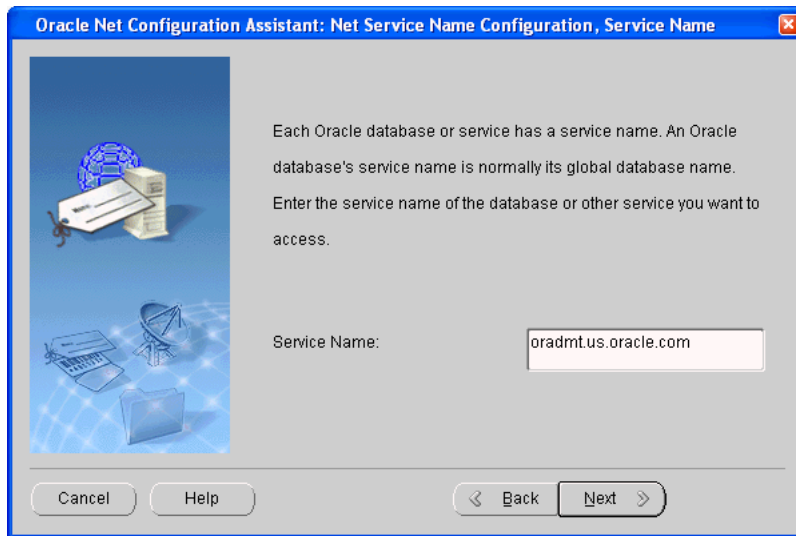 Oracle Net Configuration Assistant: Net Service Name Configuration, Service Name
Each Oracle database or service has a service name. An Oracle
database's service name is normally its global database name.
Enter the service name of the database or other service you want to
access.
Service Name:
oradmt.us.oracle.com
Cancel
Help
Back
Next